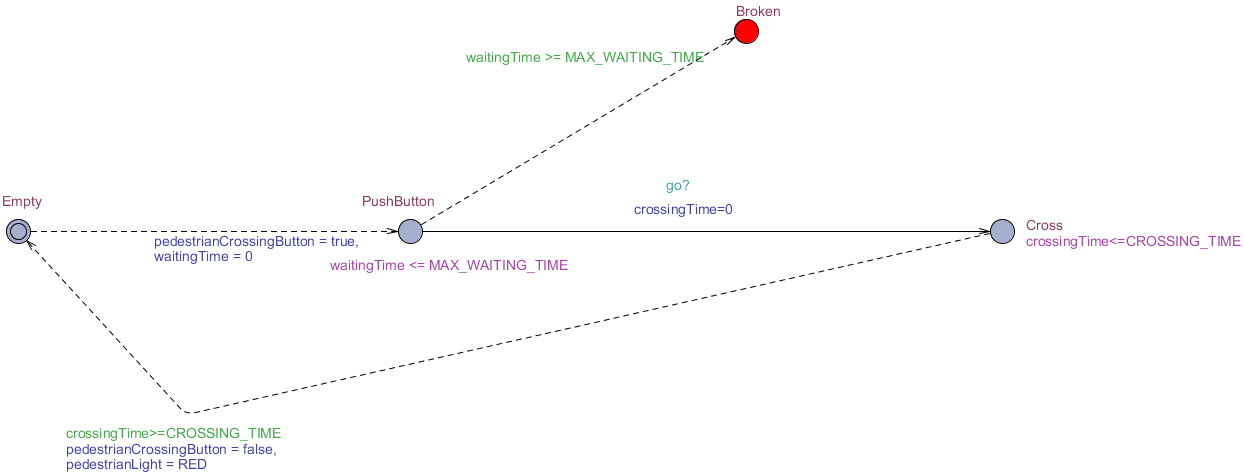 Broken
waitingTime >= MAX_WAITING_TIME
go?
Empty
PushButton
crossingTime=0
Cross
pedestrianCrossingButton = true,
crossingTime<=CROSSING_TIME
waitingTime = 0
waitingTime <= MAX_WAITING_TIME
crossingTime>=CROSSING_TIME
pedestrianCrossingButton = false,
pedestrianLight = RED